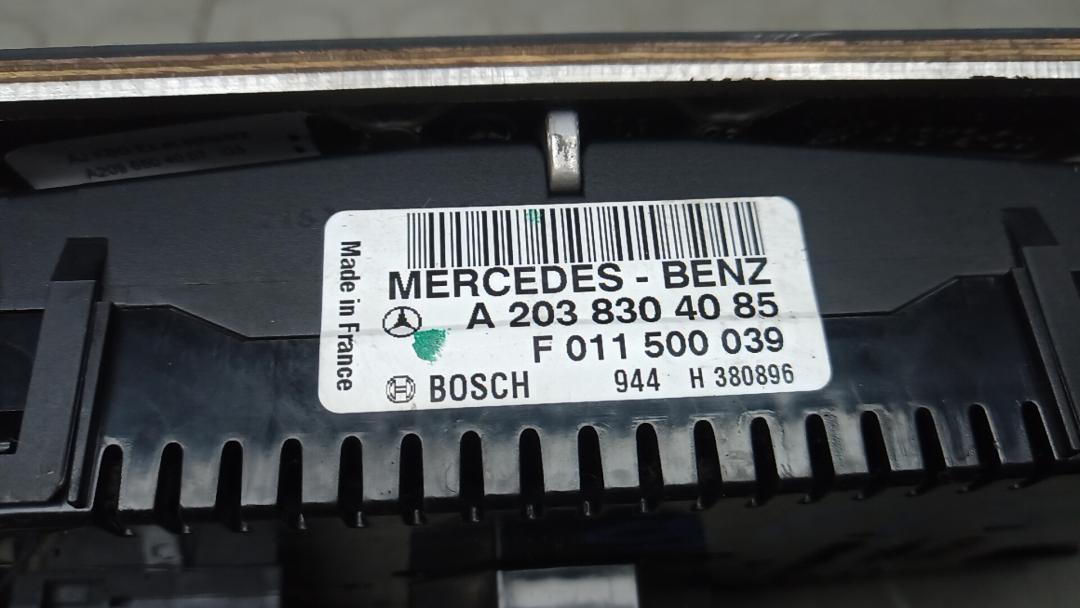 Made in France
MERCEDES - BENZ
A 203 830 40 85
F 011 500 039
BOSCH 944 H 380896